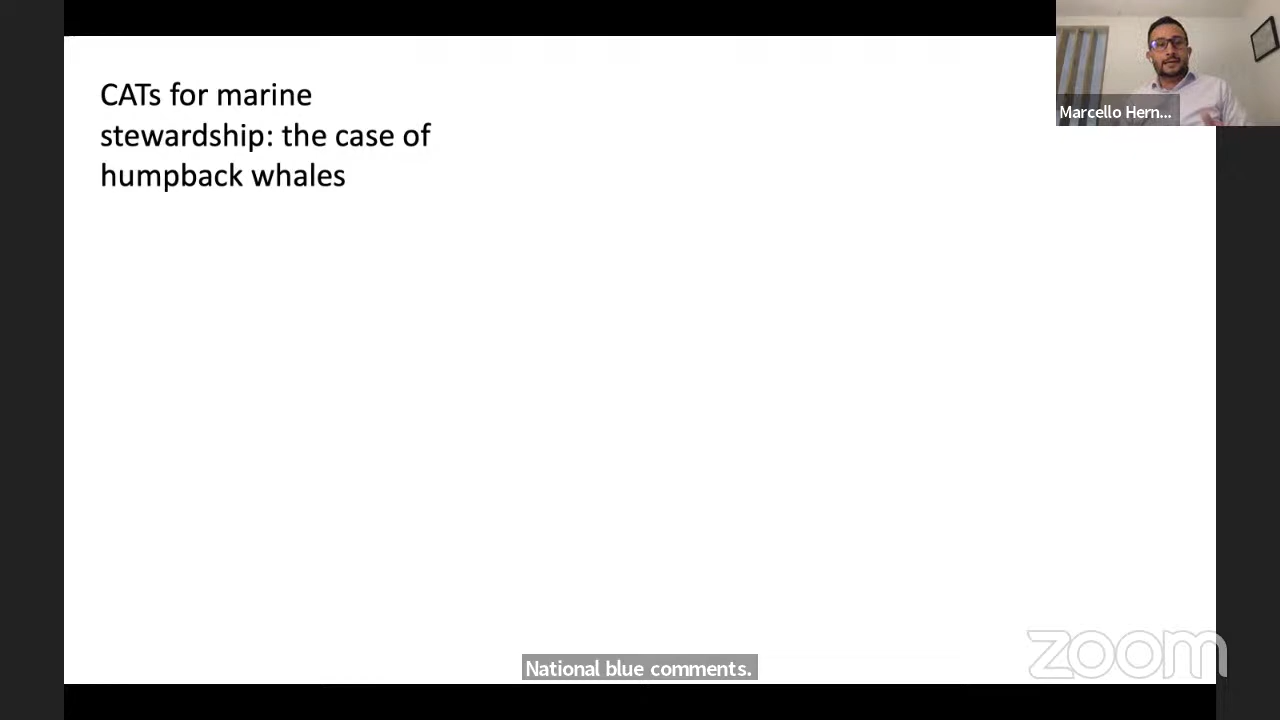 CATs for marine
stewardship: the case of
humpback whales
Marcello Hern...
National blue comments.
zoom